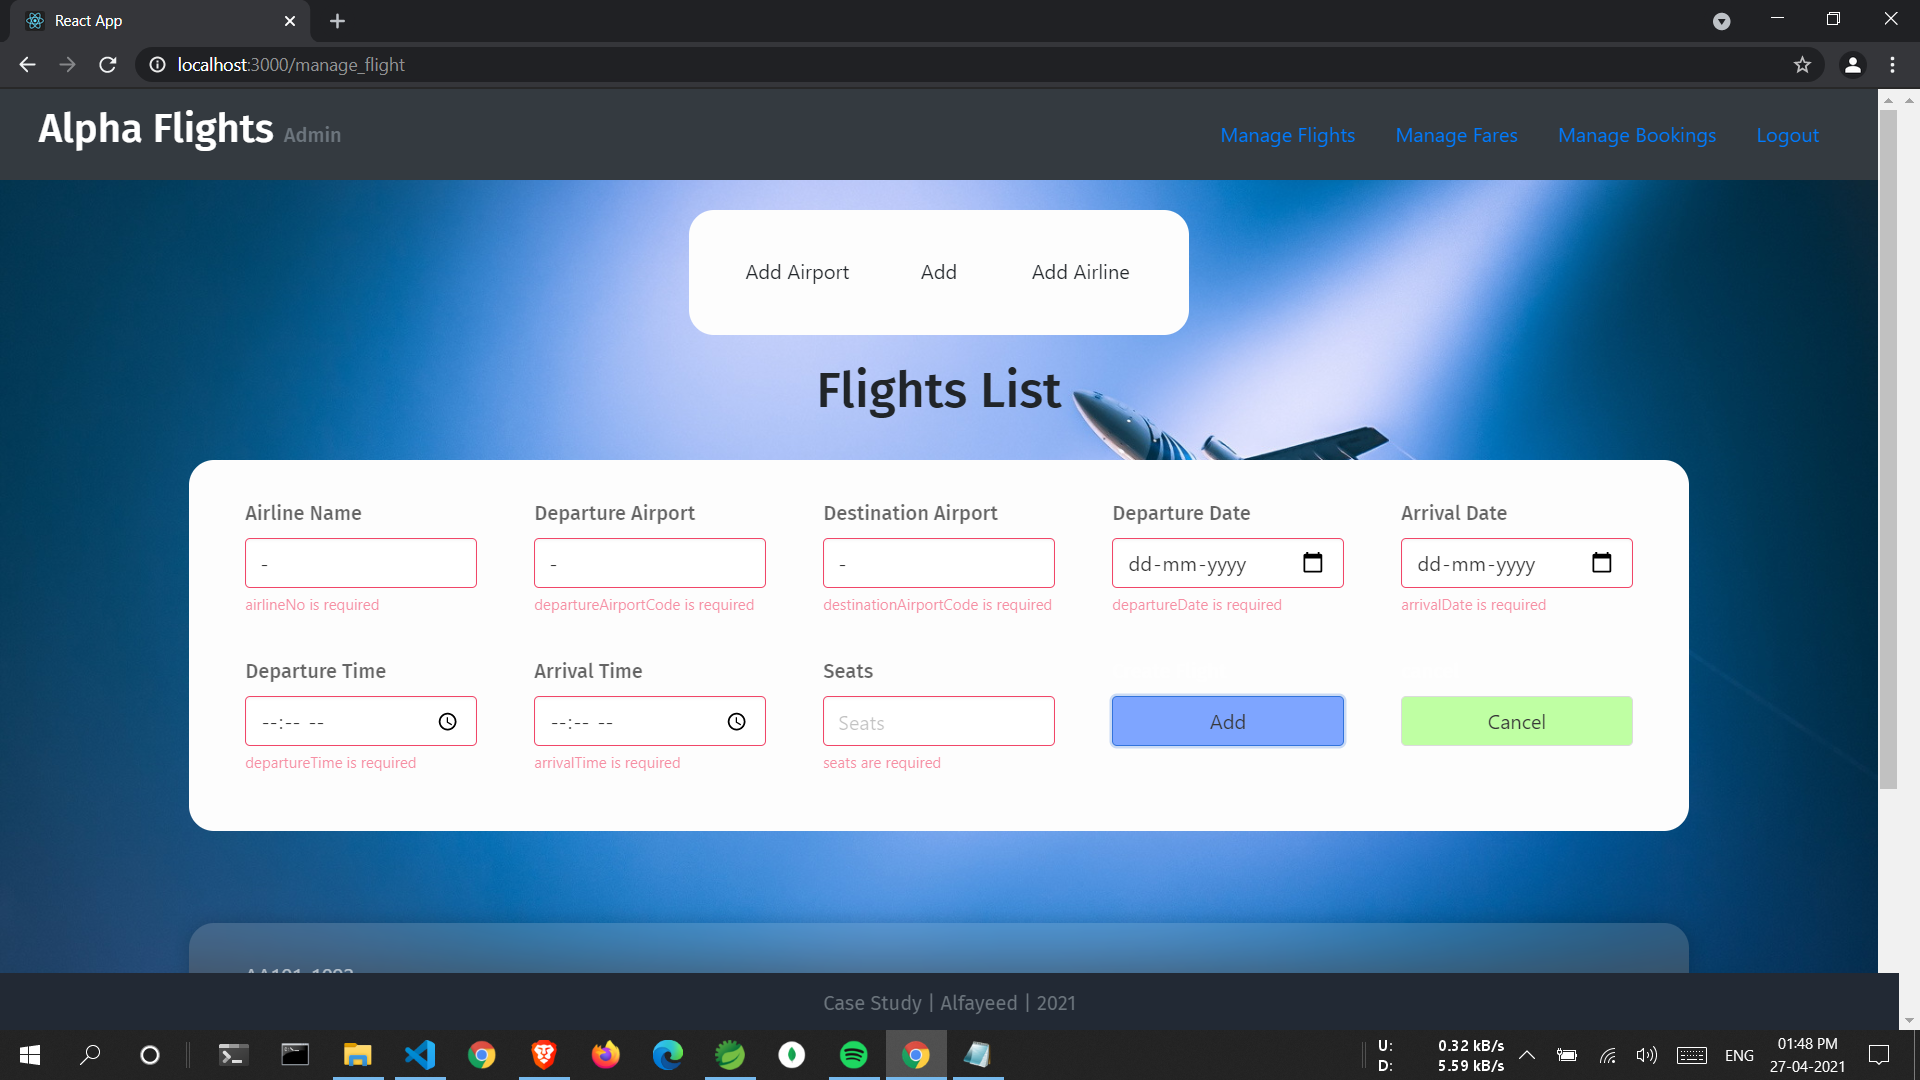 React App
localhost:3000/manage_flight
Alpha Flights Admin
Manage Flights Manage Fares Manage Bookings Logout
Add Airport Add Add Airline
Flights List
Airline Name Departure Airport Destination Airport Departure Date Arrival Date
- - - dd-mm-yyyy dd-mm-yyyy
airlineNo is required departureAirportCode is required destinationAirportCode is required departureDate is required arrivalDate is required
Departure Time Arrival Time Seats
--:-- -- --:-- -- Seats Add Cancel
departureTime is required arrivalTime is required seats are required
Case Study | Alfayeed | 2021
U: 0.32 kB/s
D: 5.59 kB/s
ENG
01:48 PM
27-04-2021